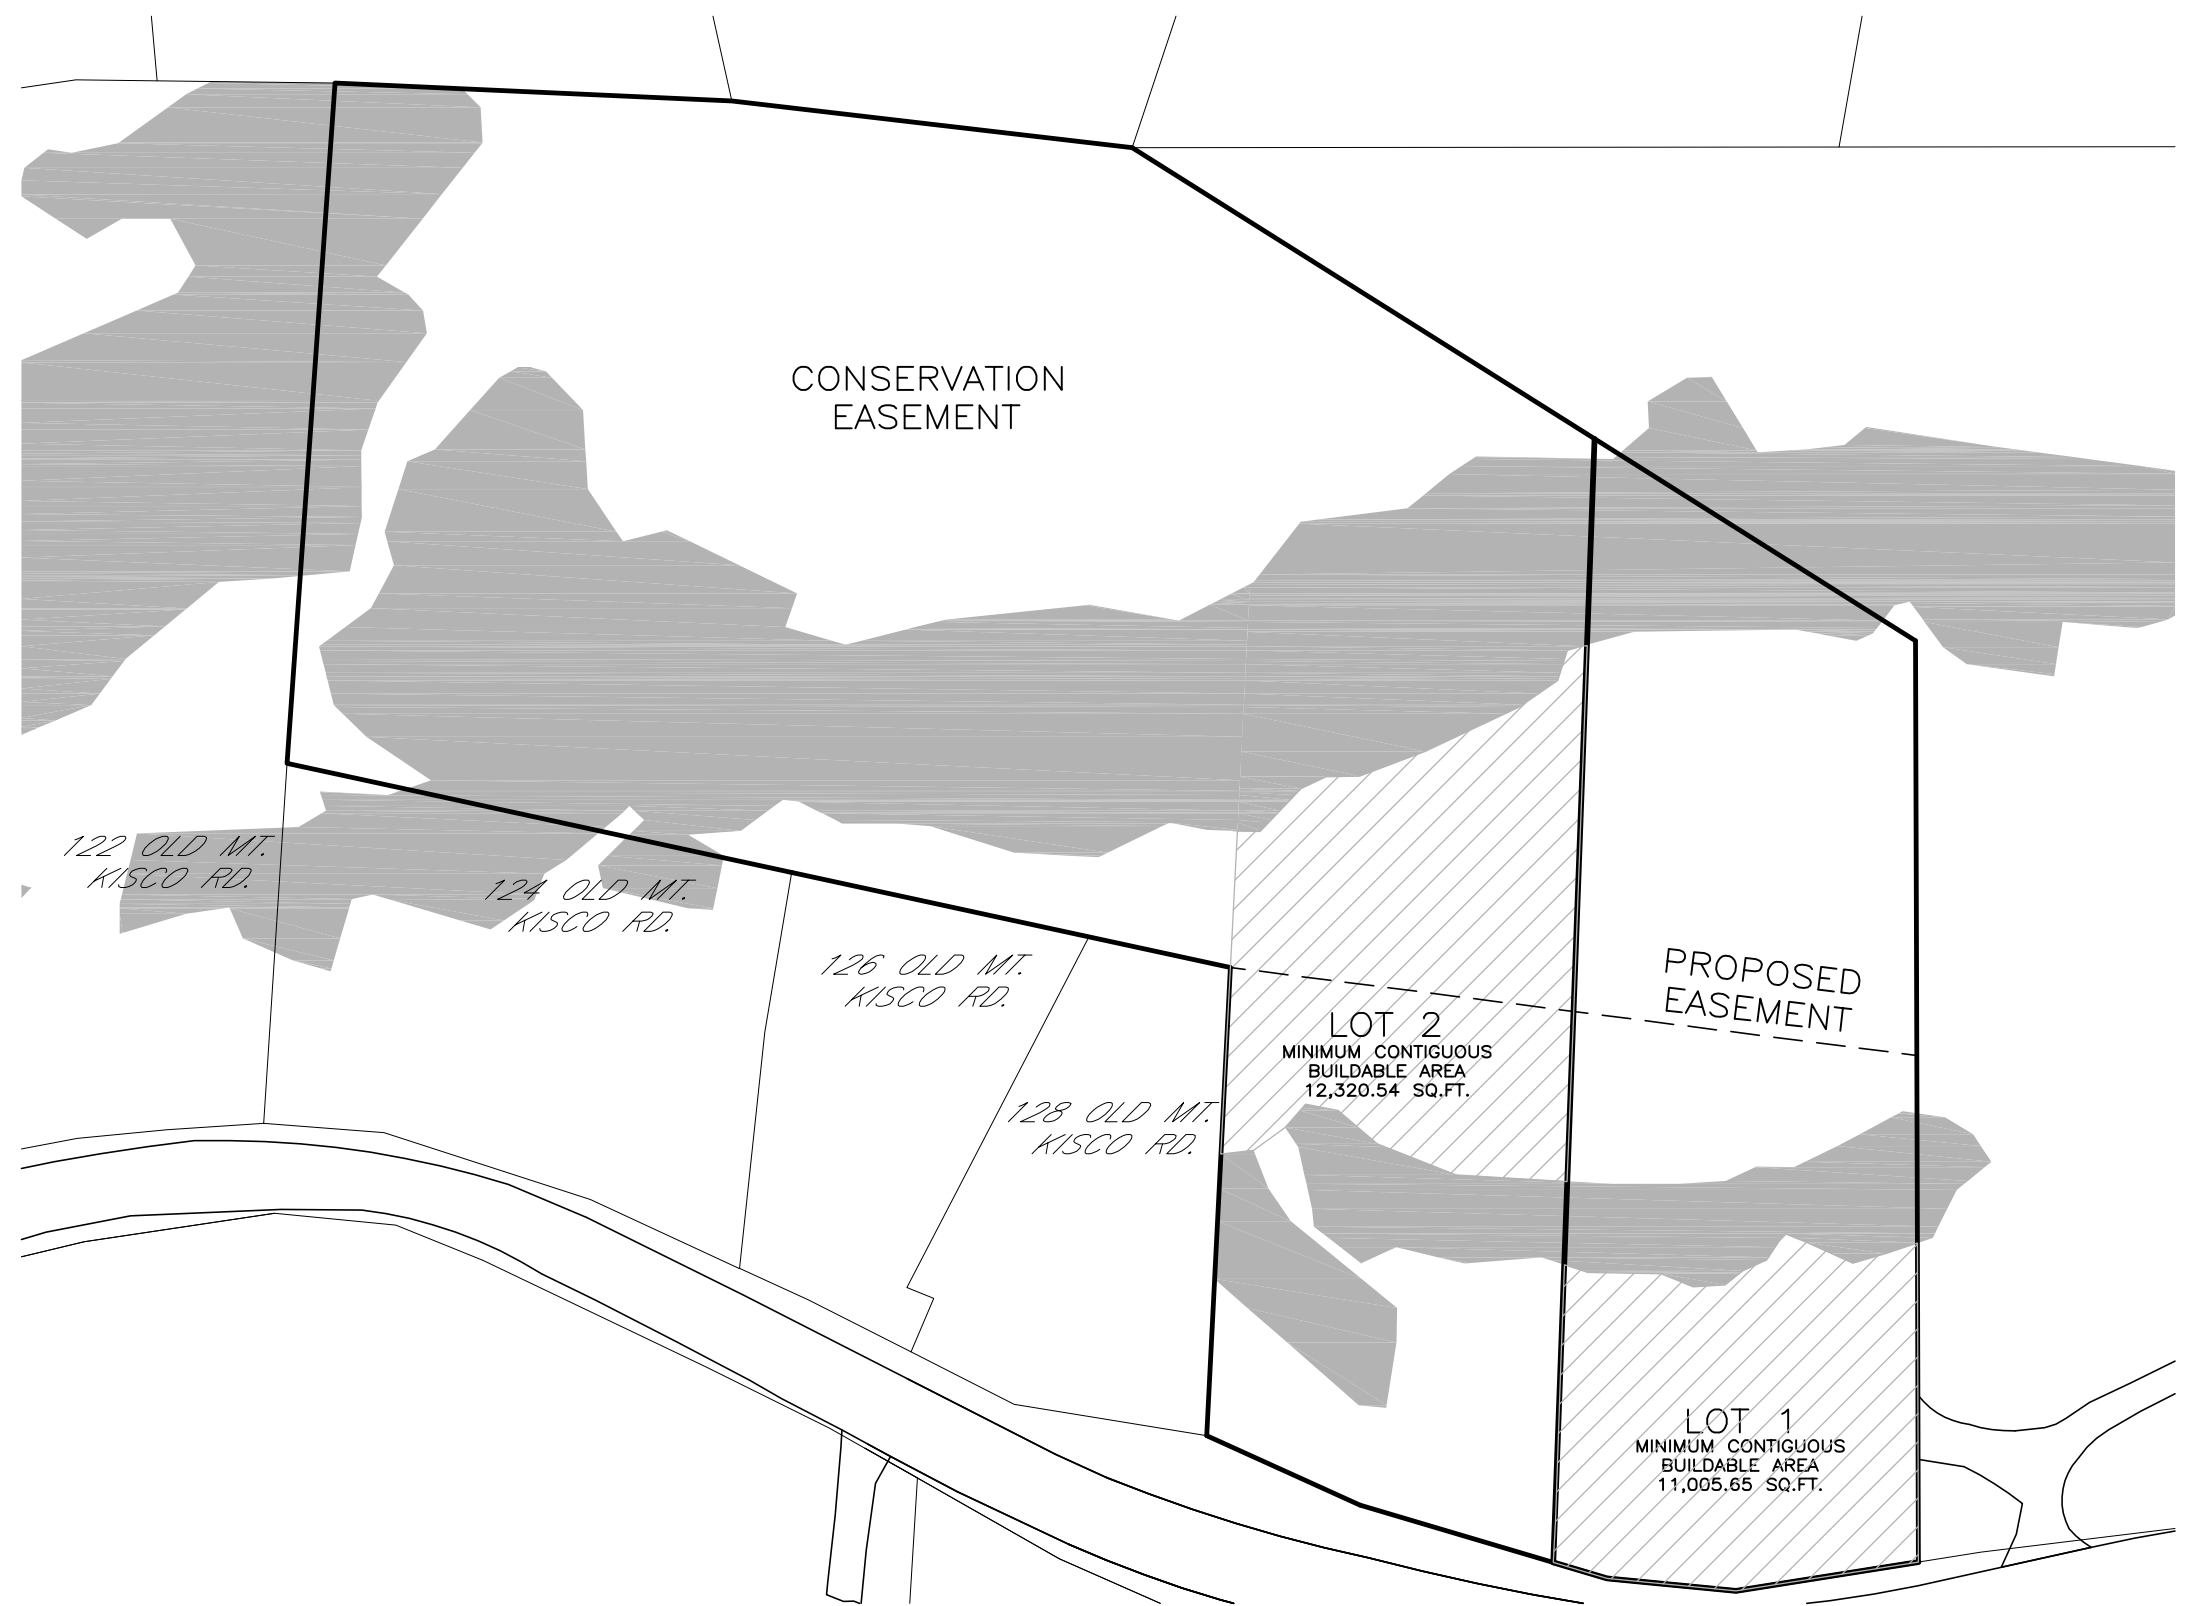 CONSERVATION
EASEMENT
122 OLD MT.
KISCO RD.
124 OLD MT.
KISCO RD.
126 OLD MT.
KISCO RD.
128 OLD MT.
KISCO RD.
PROPOSED
EASEMENT
LOT 2
MINIMUM CONTIGUOUS
BUILDABLE AREA
12,320.54 SQ.FT.
LOT 1
MINIMUM CONTIGUOUS
BUILDABLE AREA
11,005.65 SQ.FT.